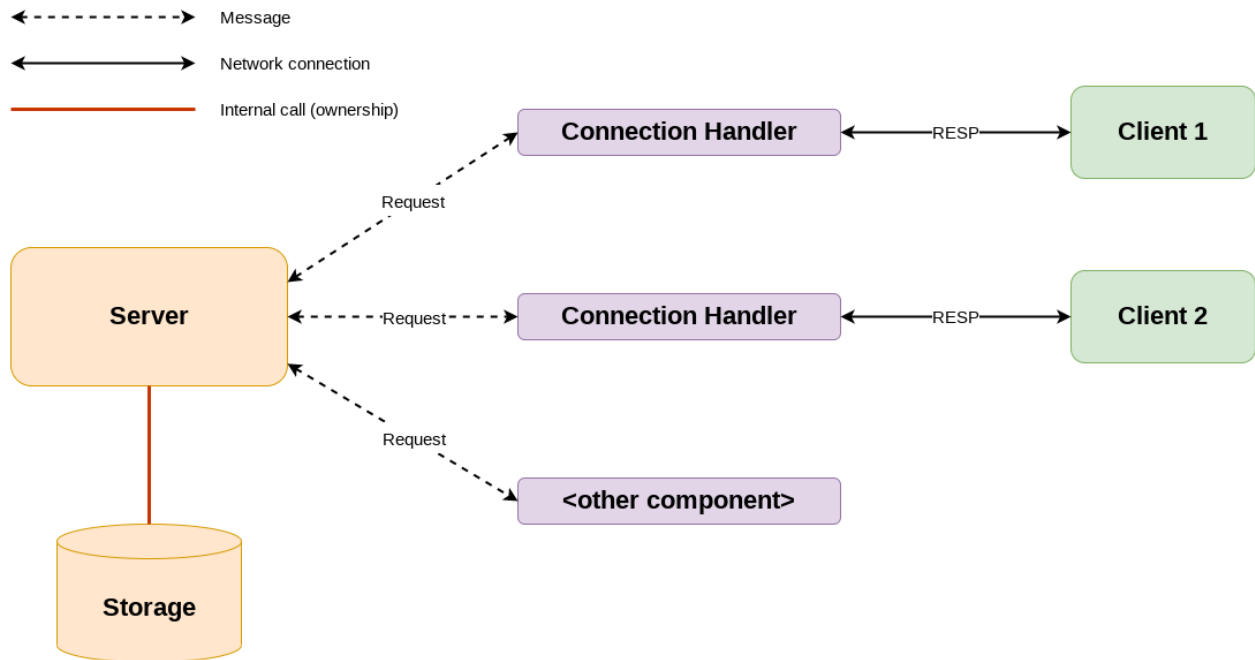 Message
Network connection
Internal call (ownership)
Connection Handler
RESP
Client 1
Request
Server
Request
Connection Handler
RESP
Client 2
Request
<other component>
Storage